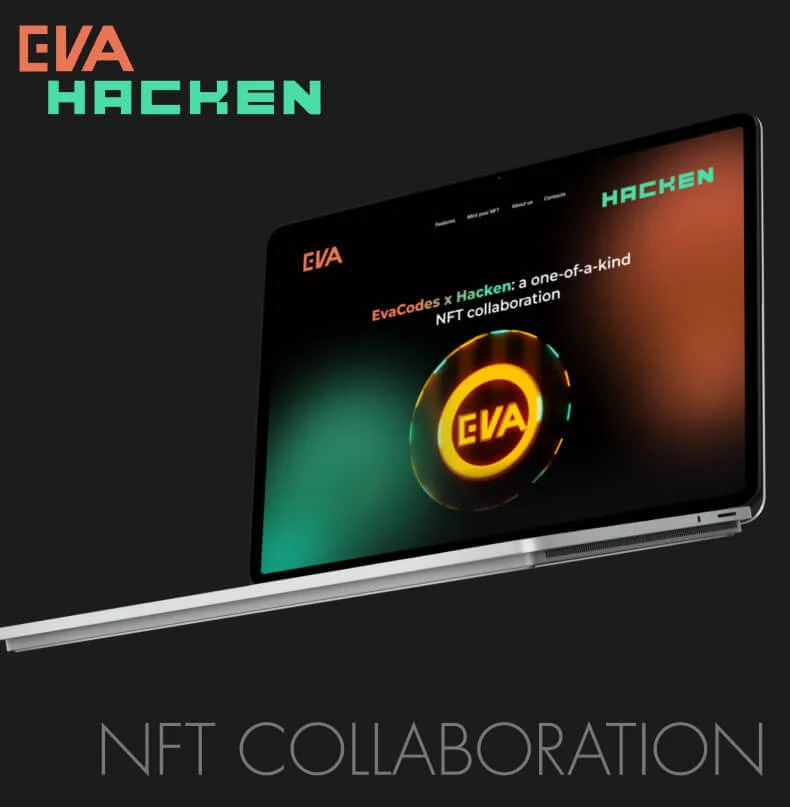 EVA
HACKEN
HACKEN
Features Mint your NFT About us Contacts
EVA
EvaCodes x Hacken: a one-of-a-kind
NFT collaboration
EVA
NFT COLLABORATION